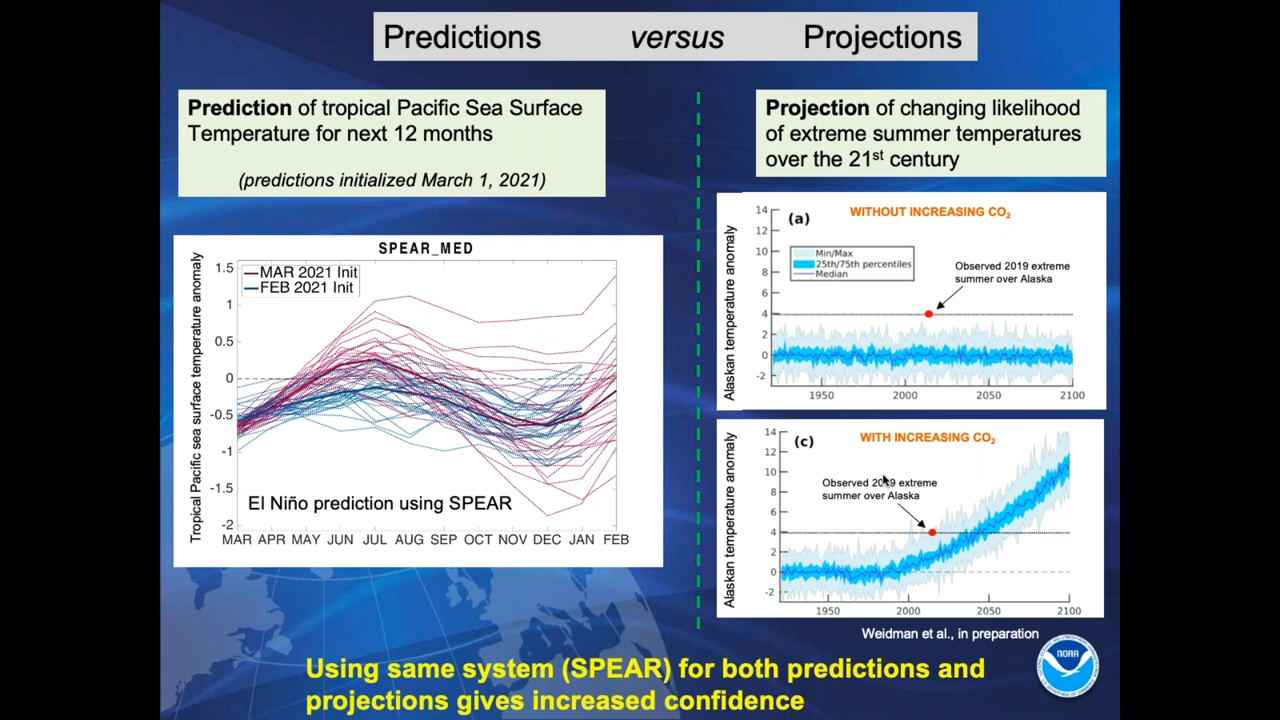 Predictions versus Projections
Prediction of tropical Pacific Sea Surface
Temperature for next 12 months
(predictions initialized March 1, 2021)
SPEAR_MED
Tropical Pacific sea surface temperature anomaly
1.5
1
0.5
0
-0.5
-1
-1.5
-2
MAR 2021 Init
FEB 2021 Init
El Niño prediction using SPEAR
MAR APR MAY JUN JUL AUG SEP OCT NOV DEC JAN FEB
Projection of changing likelihood
of extreme summer temperatures
over the 21st century
Alaskan temperature anomaly
14
12
10
8
6
4
2
0
-2
(a)
WITHOUT INCREASING CO₂
Min/Max
25th/75th percentiles
Median
Observed 2019 extreme
summer over Alaska
1950 2000 2050 2100
Alaskan temperature anomaly
14
12
10
8
6
4
2
0
-2
(c)
WITH INCREASING CO₂
Observed 2019 extreme
summer over Alaska
1950 2000 2050 2100
Weidman et al., in preparation
NOAA
Using same system (SPEAR) for both predictions and
projections gives increased confidence